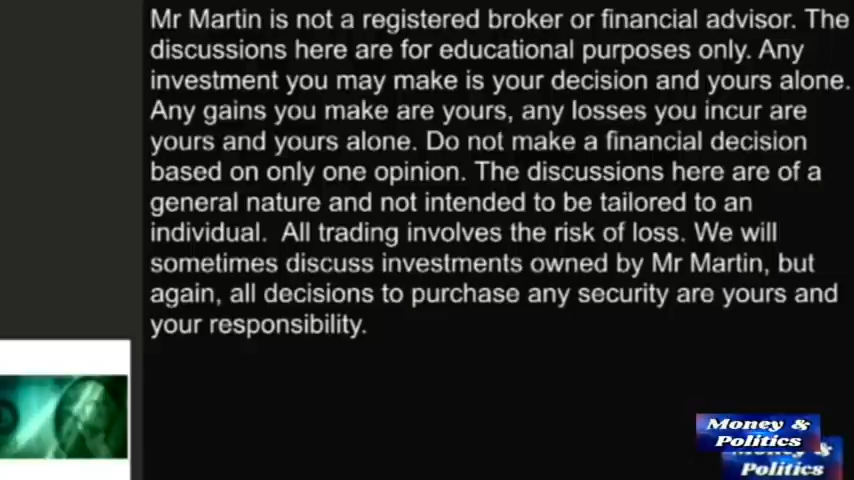 Mr Martin is not a registered broker or financial advisor. The
discussions here are for educational purposes only. Any
investment you may make is your decision and yours alone.
Any gains you make are yours, any losses you incur are
yours and yours alone. Do not make a financial decision
based on only one opinion. The discussions here are of a
general nature and not intended to be tailored to an
individual. All trading involves the risk of loss. We will
sometimes discuss investments owned by Mr Martin, but
again, all decisions to purchase any security are yours and
your responsibility.
Money &
Politics
Money &
Politics